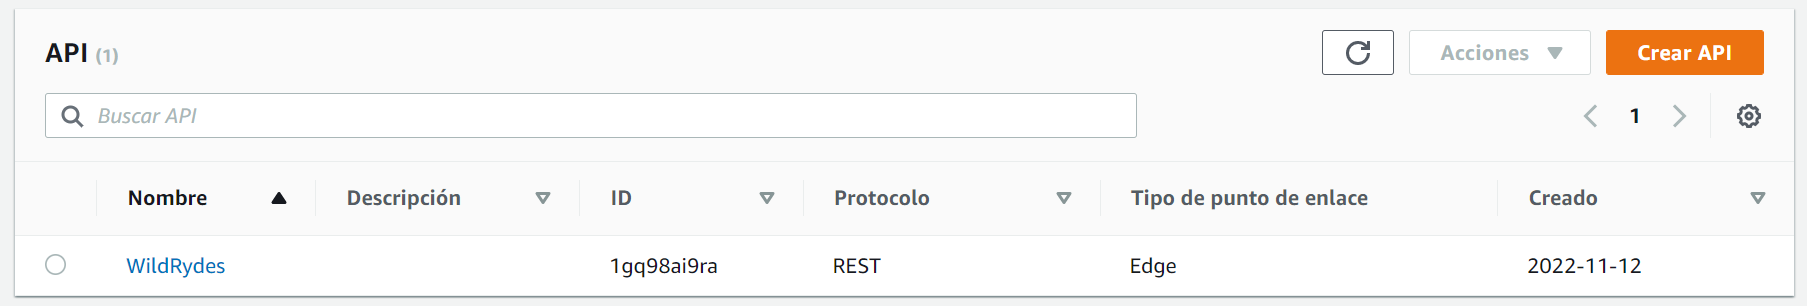 API (1)
Acciones
Crear API
Buscar API
1
Nombre Descripción ID Protocolo Tipo de punto de enlace Creado
WildRydes 1gq98ai9ra REST Edge 2022-11-12